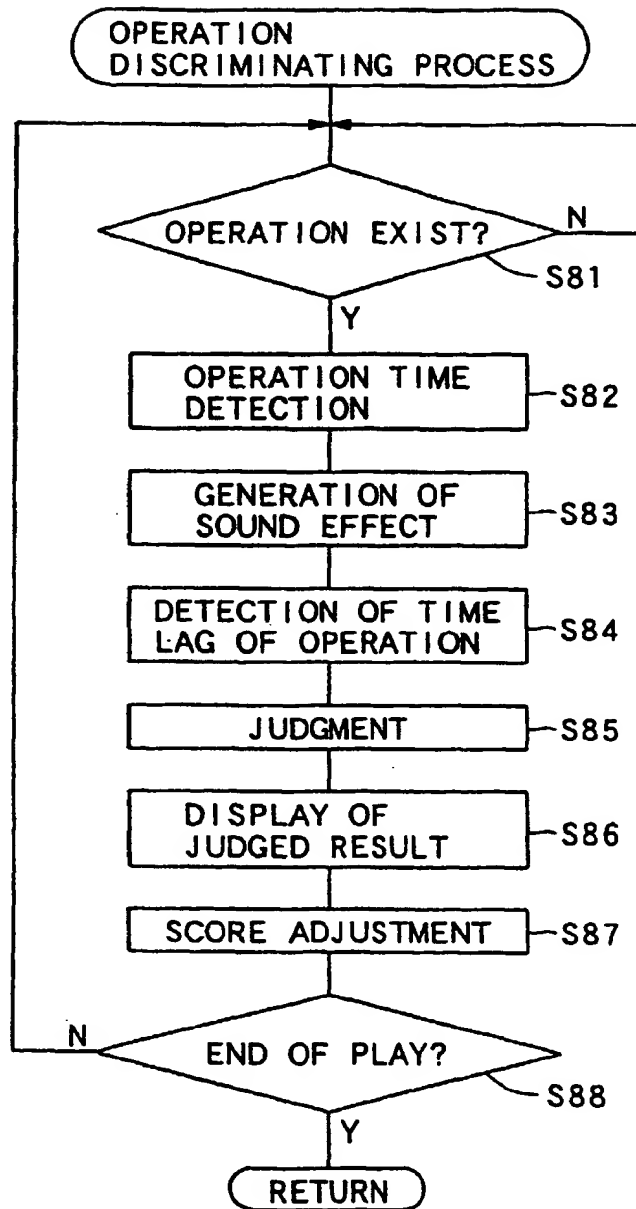 OPERATION
DISCRIMINATING PROCESS
OPERATION EXIST?
N
S81
Y
OPERATION TIME
DETECTION
S82
GENERATION OF
SOUND EFFECT
S83
DETECTION OF TIME
LAG OF OPERATION
S84
JUDGMENT
S85
DISPLAY OF
JUDGED RESULT
S86
SCORE ADJUSTMENT
S87
N
END OF PLAY?
S88
Y
RETURN